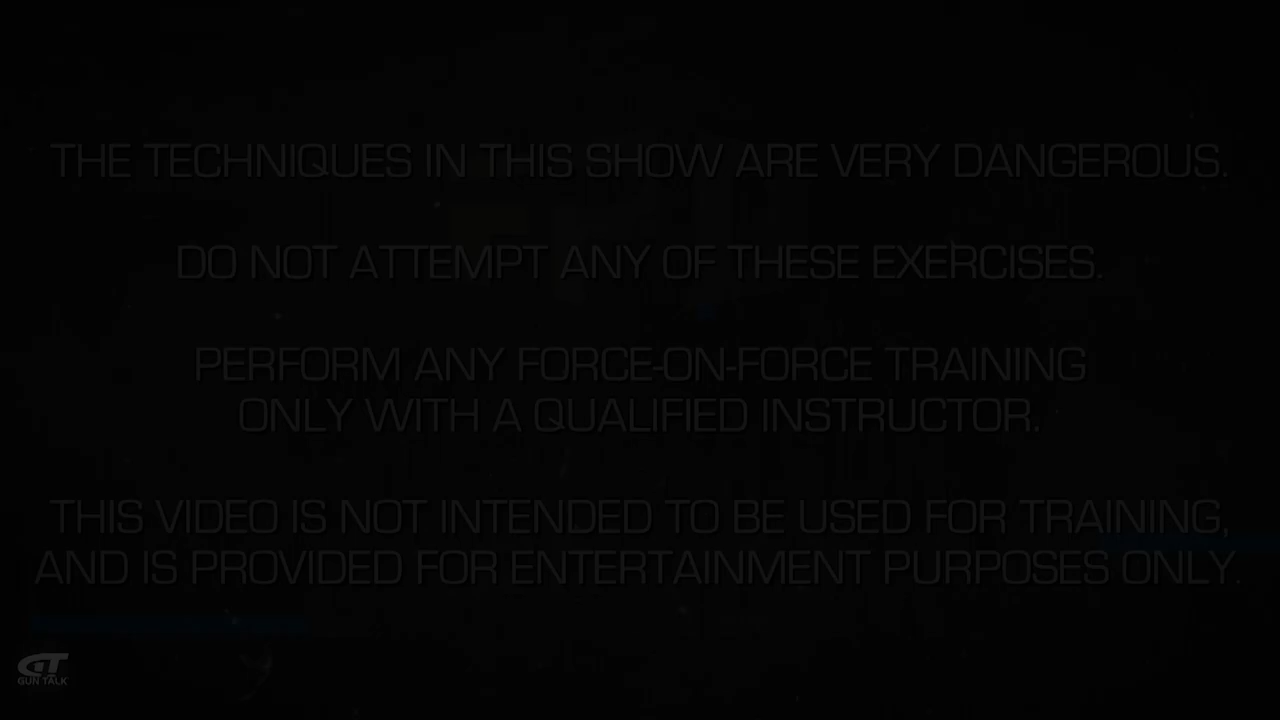 THE TECHNIQUES IN THIS SHOW ARE VERY DANGEROUS.
DO NOT ATTEMPT ANY OF THESE EXERCISES.
PERFORM ANY FORCE-ON-FORCE TRAINING
ONLY WITH A QUALIFIED INSTRUCTOR.
THIS VIDEO IS NOT INTENDED TO BE USED FOR TRAINING,
AND IS PROVIDED FOR ENTERTAINMENT PURPOSES ONLY.
GT
GUN TALK